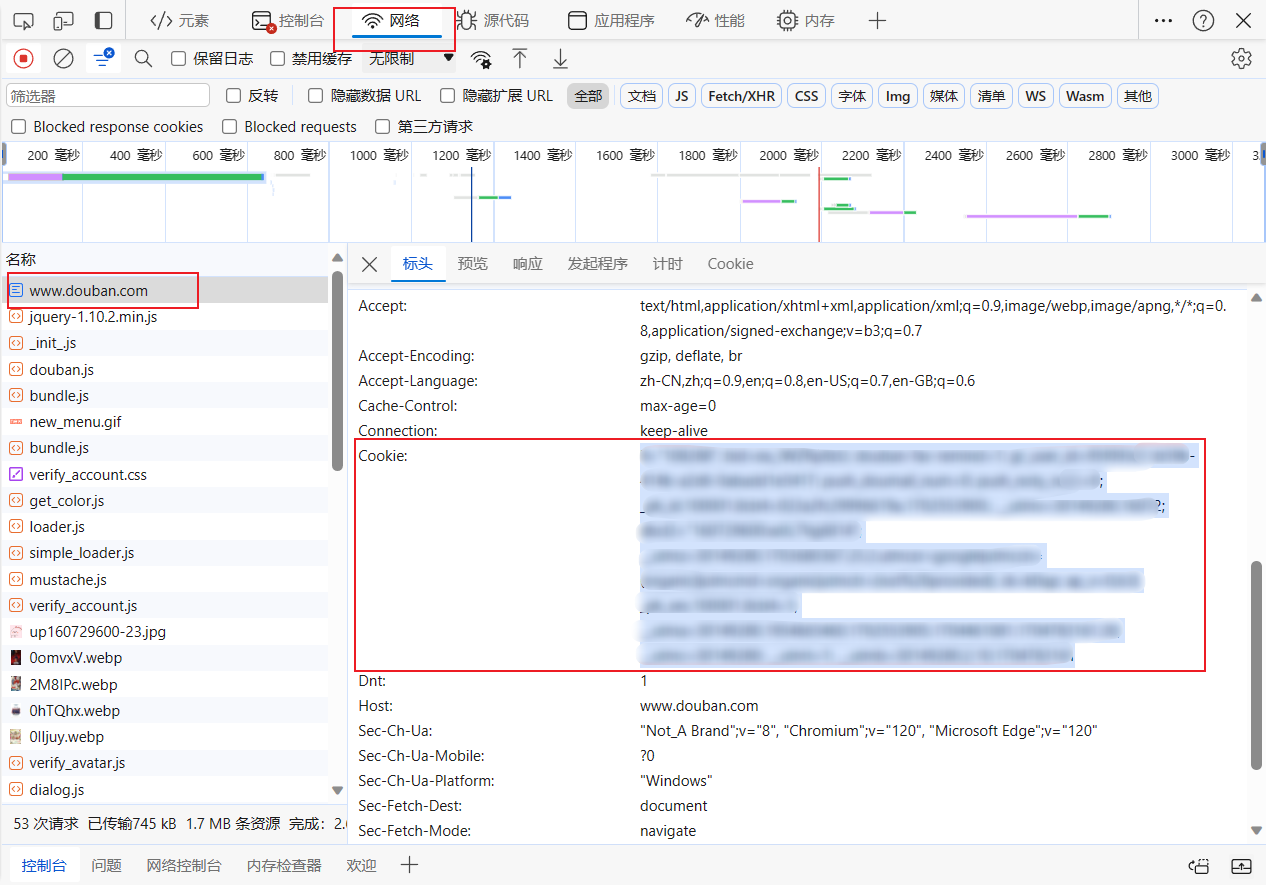 元素 控制台 网络 源代码 应用程序 性能 内存
保留日志 禁用缓存 无限制
筛选器 反转 隐藏数据 URL 隐藏扩展 URL 全部 文档 JS Fetch/XHR CSS 字体 Img 媒体 清单 WS Wasm 其他
Blocked response cookies Blocked requests 第三方请求
200 毫秒 400 毫秒 600 毫秒 800 毫秒 1000 毫秒 1200 毫秒 1400 毫秒 1600 毫秒 1800 毫秒 2000 毫秒 2200 毫秒 2400 毫秒 2600 毫秒 2800 毫秒 3000 毫秒
名称
www.douban.com
jquery-1.10.2.min.js
_init_.js
douban.js
bundle.js
new_menu.gif
bundle.js
verify_account.css
get_color.js
loader.js
simple_loader.js
mustache.js
verify_account.js
up160729600-23.jpg
0omvxV.webp
2M8IPc.webp
0hTQhx.webp
verify_avatar.js
dialog.js
53 次请求 已传输745 kB 1.7 MB 条资源 完成:
标头 预览 响应 发起程序 计时 Cookie
Accept: text/html,application/xhtml+xml,application/xml;q=0.9,image/webp,image/apng,*/*;q=0.
8,application/signed-exchange;v=b3;q=0.7
Accept-Encoding: gzip, deflate, br
Accept-Language: zh-CN,zh;q=0.9,en;q=0.8,en-US;q=0.7,en-GB;q=0.6
Cache-Control: max-age=0
Connection: keep-alive
Cookie:
Dnt: 1
Host: www.douban.com
Sec-Ch-Ua: "Not_A Brand";v="8", "Chromium";v="120", "Microsoft Edge";v="120"
Sec-Ch-Ua-Mobile: ?0
Sec-Ch-Ua-Platform: "Windows"
Sec-Fetch-Dest: document
Sec-Fetch-Mode: navigate
控制台 问题 网络控制台 内存检查器 欢迎